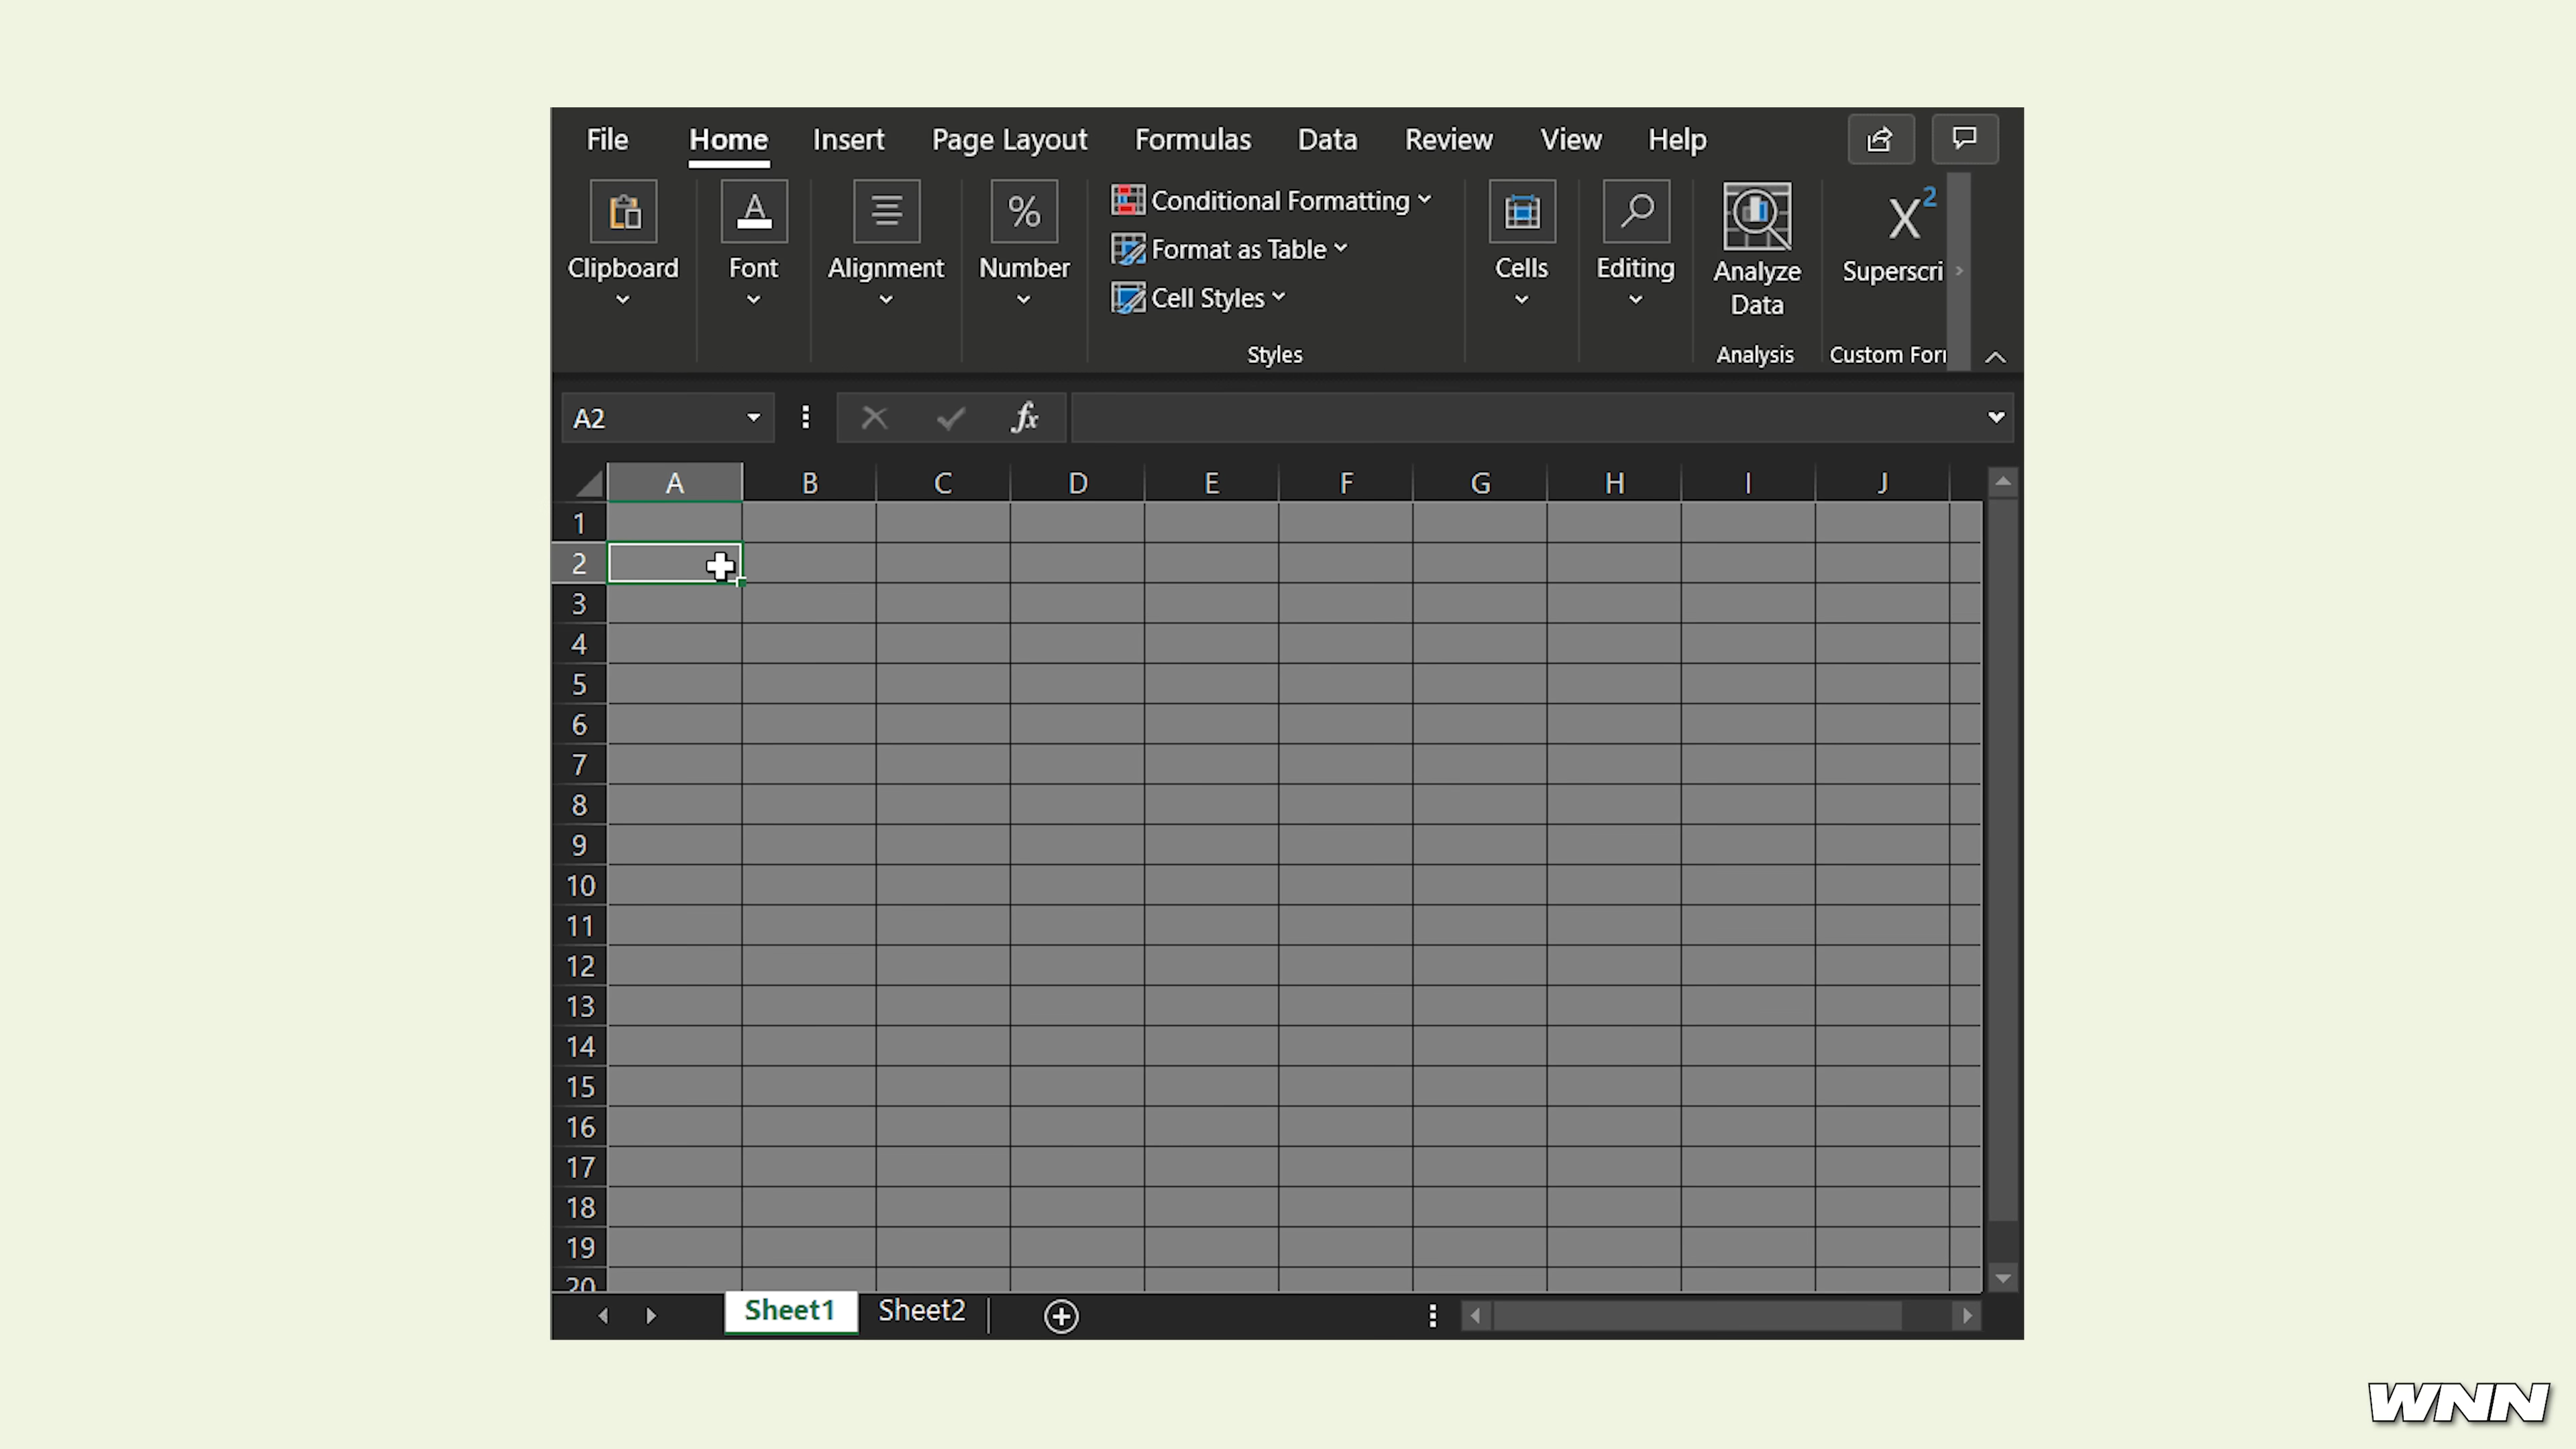 File Home Insert Page Layout Formulas Data Review View Help
Clipboard Font Alignment Number Conditional Formatting Format as Table Cell Styles Cells Editing Analyze Data X² Superscri
Styles Analysis Custom For
A2 fx
A B C D E F G H I J
1
2
3
4
5
6
7
8
9
10
11
12
13
14
15
16
17
18
19
20
Sheet1 Sheet2
WNN